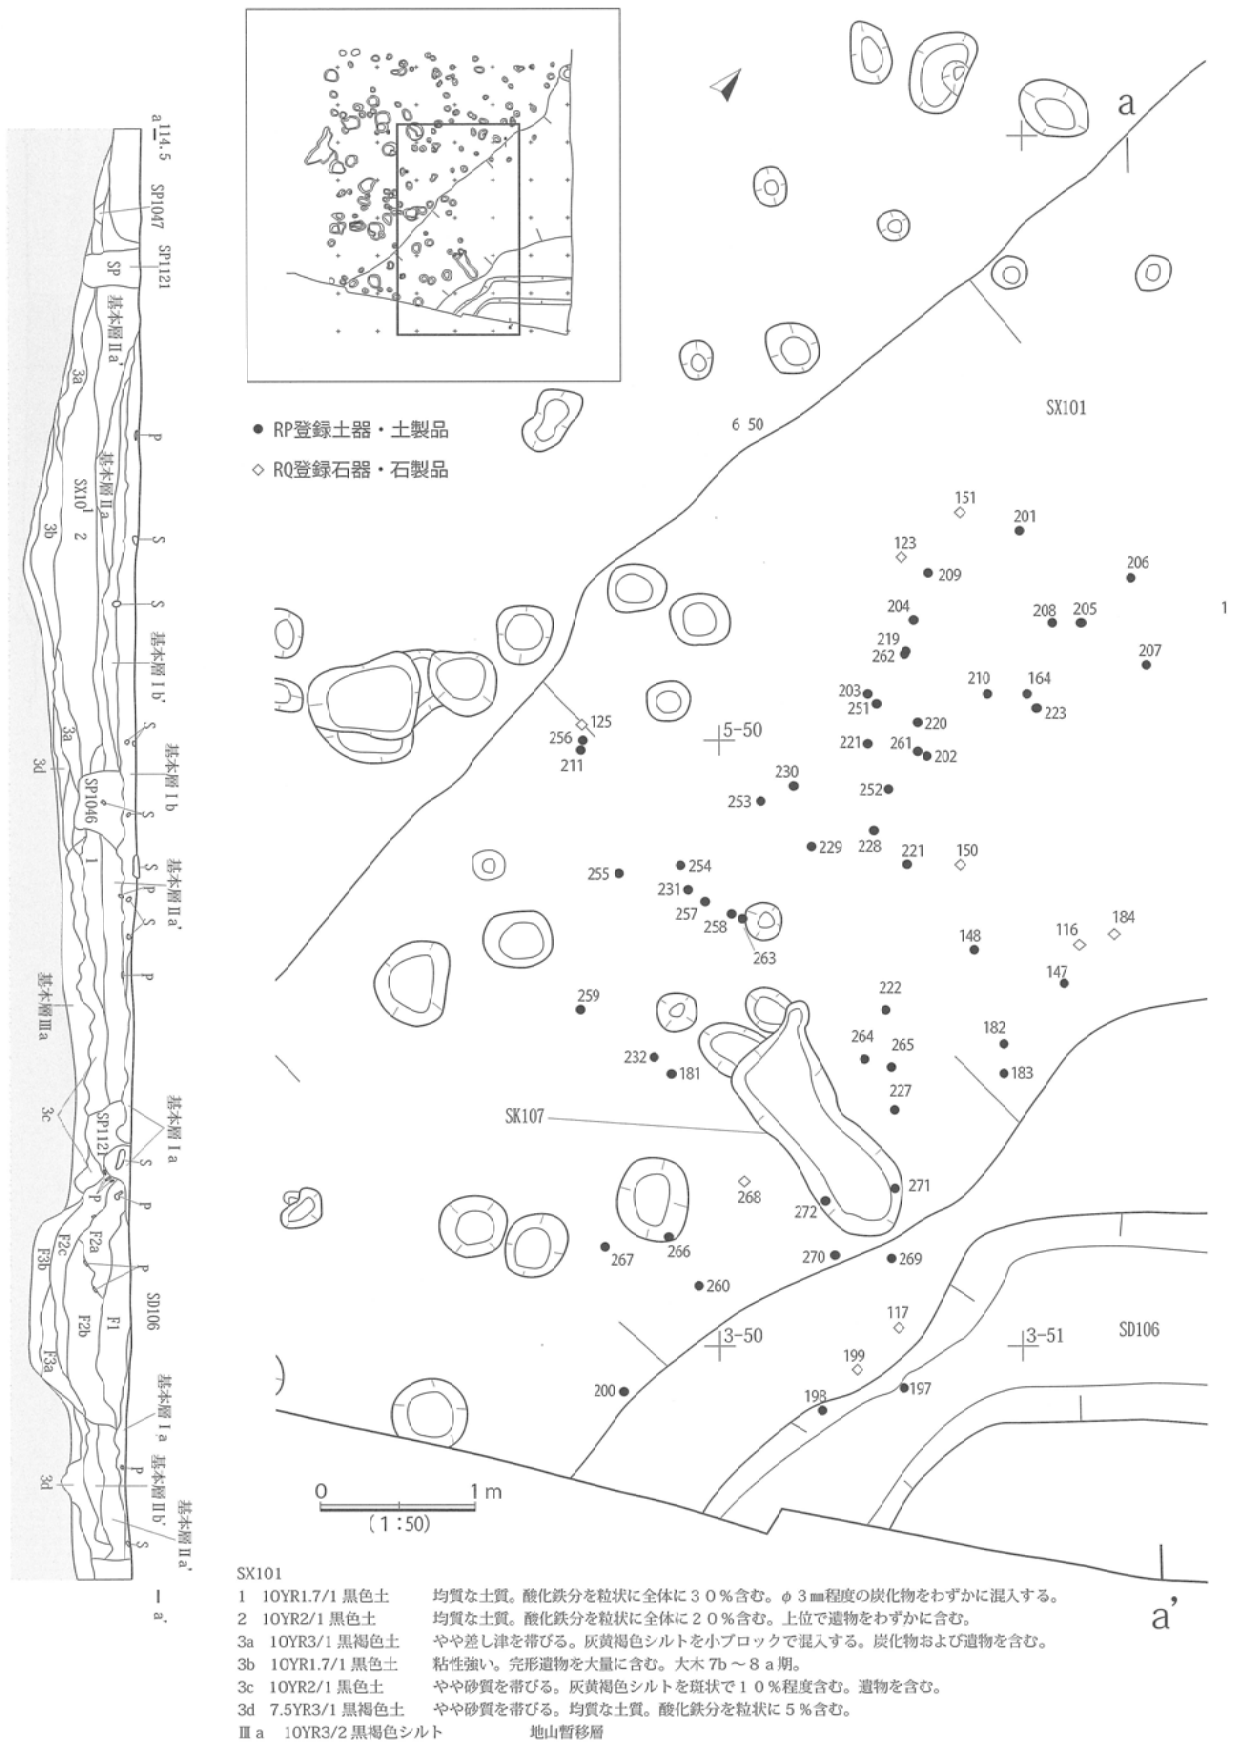 a
114.5
SP1047
SP1121
SP
基本層Ⅱa'
3a
P
基本層Ⅱa
SX10
1
2
3b
S
S
基本層Ⅰb'
3a
S
3d
基本層Ⅰb
SP1046
S
1
S
基本層Ⅱa'
P
S
P
基本層Ⅲa
3c
基本層Ⅰa
SP1121
S
P
P
F2a
F2c
F3b
P
SD106
F1
F2b
F3a
基本層Ⅰa
P
基本層Ⅱb'
3d
基本層Ⅱa'
S
a'
● RP登録土器・土製品
◇ RQ登録石器・石製品
a
6 50
SX101
151
201
123
209
206
204
208
205
1
219
262
207
203
210
164
251
223
125
220
5-50
256
221
261
202
211
230
252
253
229
228
221
150
254
255
231
257
258
263
148
116
184
147
259
222
182
264
265
232
181
183
227
SK107
268
271
272
267
266
270
269
260
117
3-50
3-51
SD106
199
200
198
197
0 1 m
(1:50)
a'
SX101
1 10YR1.7/1 黒色土 均質な土質。酸化鉄分を粒状に全体に30％含む。φ3㎜程度の炭化物をわずかに混入する。
2 10YR2/1 黒色土 均質な土質。酸化鉄分を粒状に全体に20％含む。上位で遺物をわずかに含む。
3a 10YR3/1 黒褐色土 やや差し津を帯びる。灰黄褐色シルトを小ブロックで混入する。炭化物および遺物を含む。
3b 10YR1.7/1 黒色土 粘性強い。完形遺物を大量に含む。大木7b～8a期。
3c 10YR2/1 黒色土 やや砂質を帯びる。灰黄褐色シルトを斑状で10％程度含む。遺物を含む。
3d 7.5YR3/1 黒褐色土 やや砂質を帯びる。均質な土質。酸化鉄分を粒状に5％含む。
Ⅲa 10YR3/2 黒褐色シルト 地山暫移層